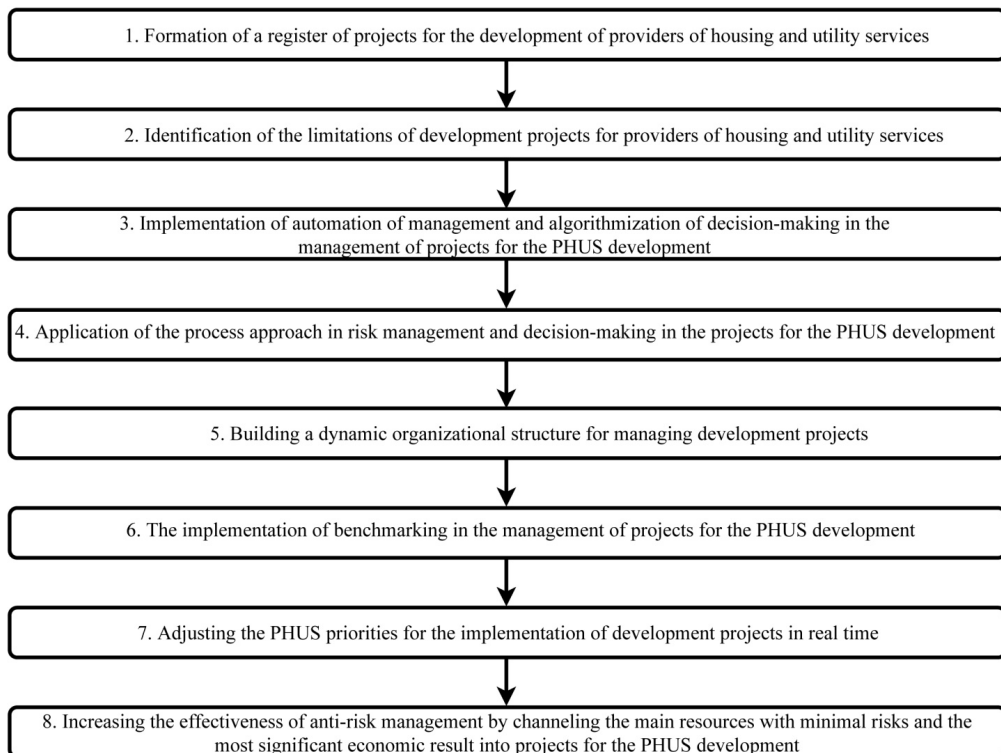 1. Formation of a register of projects for the development of providers of housing and utility services
2. Identification of the limitations of development projects for providers of housing and utility services
3. Implementation of automation of management and algorithmization of decision-making in the
management of projects for the PHUS development
4. Application of the process approach in risk management and decision-making in the projects for the PHUS development
5. Building a dynamic organizational structure for managing development projects
6. The implementation of benchmarking in the management of projects for the PHUS development
7. Adjusting the PHUS priorities for the implementation of development projects in real time
8. Increasing the effectiveness of anti-risk management by channeling the main resources with minimal risks and the
most significant economic result into projects for the PHUS development